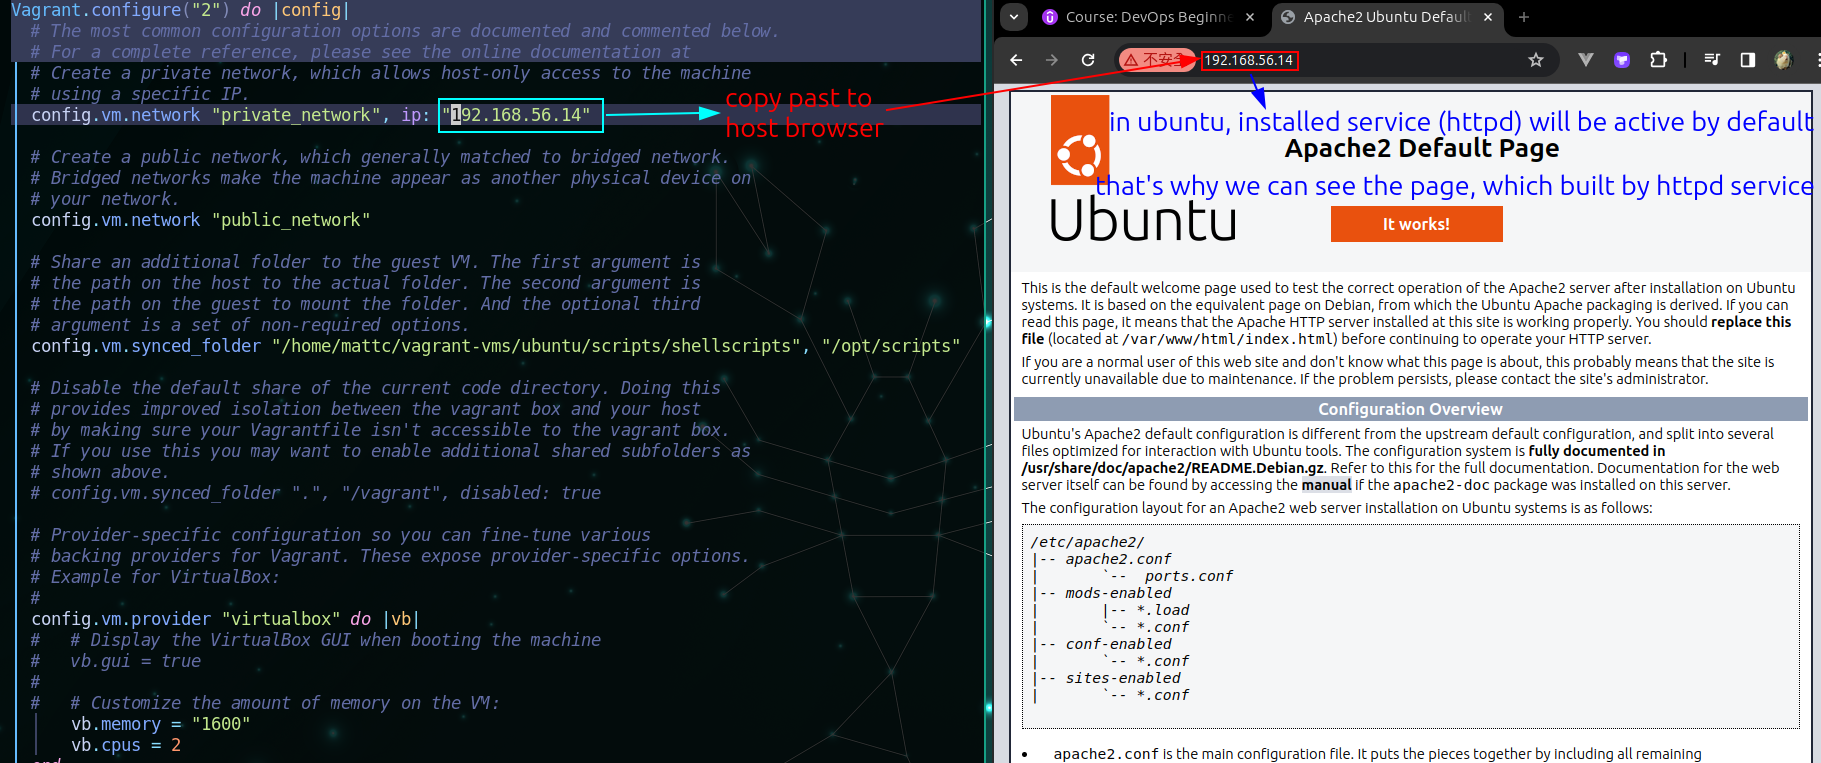 Vagrant.configure("2") do |config|
# The most common configuration options are documented and commented below.
# For a complete reference, please see the online documentation at
# Create a private network, which allows host-only access to the machine
# using a specific IP.
config.vm.network "private_network", ip: "192.168.56.14"
# Create a public network, which generally matched to bridged network.
# Bridged networks make the machine appear as another physical device on
# your network.
config.vm.network "public_network"
# Share an additional folder to the guest VM. The first argument is
# the path on the host to the actual folder. The second argument is
# the path on the guest to mount the folder. And the optional third
# argument is a set of non-required options.
config.vm.synced_folder "/home/mattc/vagrant-vms/ubuntu/scripts/shellscripts", "/opt/scripts"
# Disable the default share of the current code directory. Doing this
# provides improved isolation between the vagrant box and your host
# by making sure your Vagrantfile isn't accessible to the vagrant box.
# If you use this you may want to enable additional shared subfolders as
# shown above.
# config.vm.synced_folder ".", "/vagrant", disabled: true
# Provider-specific configuration so you can fine-tune various
# backing providers for Vagrant. These expose provider-specific options.
# Example for VirtualBox:
#
config.vm.provider "virtualbox" do |vb|
#   # Display the VirtualBox GUI when booting the machine
#   vb.gui = true
#
#   # Customize the amount of memory on the VM:
vb.memory = "1600"
vb.cpus = 2
end
copy past to
host browser
Course: DevOps Beginne
Apache2 Ubuntu Default
不安全
192.168.56.14
in ubuntu, installed service (httpd) will be active by default
Apache2 Default Page
that's why we can see the page, which built by httpd service
Ubuntu
It works!
This is the default welcome page used to test the correct operation of the Apache2 server after installation on Ubuntu
systems. It is based on the equivalent page on Debian, from which the Ubuntu Apache packaging is derived. If you can
read this page, it means that the Apache HTTP server installed at this site is working properly. You should replace this
file (located at /var/www/html/index.html) before continuing to operate your HTTP server.
If you are a normal user of this web site and don't know what this page is about, this probably means that the site is
currently unavailable due to maintenance. If the problem persists, please contact the site's administrator.
Configuration Overview
Ubuntu's Apache2 default configuration is different from the upstream default configuration, and split into several
files optimized for interaction with Ubuntu tools. The configuration system is fully documented in
/usr/share/doc/apache2/README.Debian.gz. Refer to this for the full documentation. Documentation for the web
server itself can be found by accessing the manual if the apache2-doc package was installed on this server.
The configuration layout for an Apache2 web server installation on Ubuntu systems is as follows:
/etc/apache2/
|-- apache2.conf
|       `--  ports.conf
|-- mods-enabled
|       |-- *.load
|       `-- *.conf
|-- conf-enabled
|       `-- *.conf
|-- sites-enabled
|       `-- *.conf
• apache2.conf is the main configuration file. It puts the pieces together by including all remaining